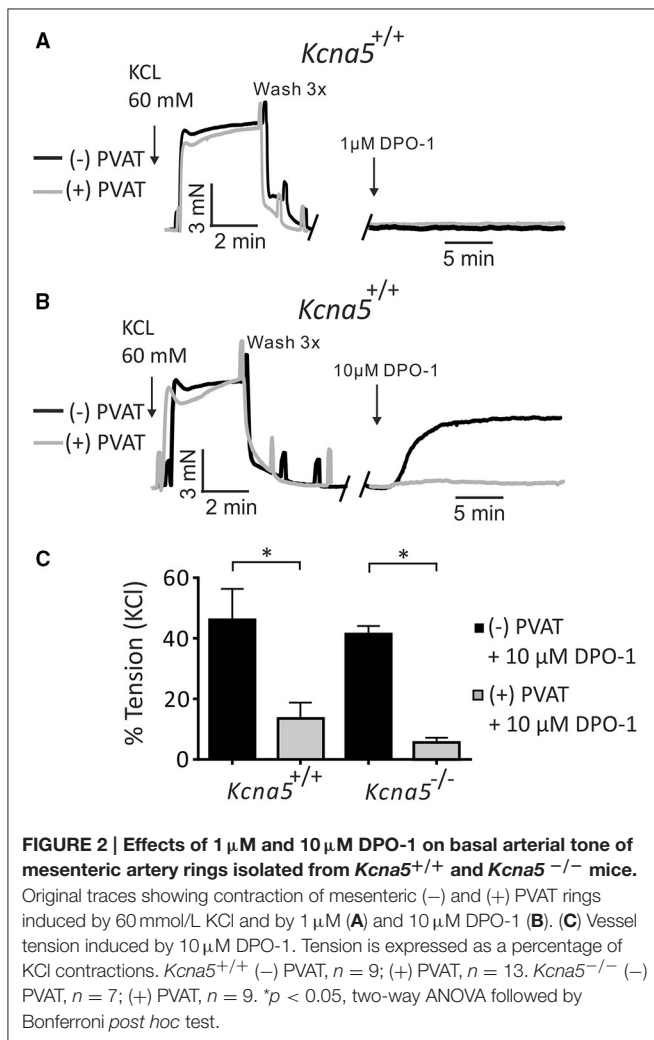 A
Kcna5+/+
KCL
60 mM
Wash 3x
1µM DPO-1
(-) PVAT
(+) PVAT
3 mN
2 min
5 min
B
Kcna5+/+
KCL
60 mM
Wash 3x
10µM DPO-1
(-) PVAT
(+) PVAT
3 mN
2 min
5 min
C
% Tension (KCl)
60
40
20
0
*
*
(-) PVAT
+ 10 µM DPO-1
(+) PVAT
+ 10 µM DPO-1
Kcna5+/+
Kcna5-/-
FIGURE 2 | Effects of 1 µM and 10 µM DPO-1 on basal arterial tone of
mesenteric artery rings isolated from Kcna5+/+ and Kcna5 −/− mice.
Original traces showing contraction of mesenteric (−) and (+) PVAT rings
induced by 60 mmol/L KCl and by 1 µM (A) and 10 µM DPO-1 (B). (C) Vessel
tension induced by 10 µM DPO-1. Tension is expressed as a percentage of
KCl contractions. Kcna5+/+ (−) PVAT, n = 9; (+) PVAT, n = 13. Kcna5−/− (−)
PVAT, n = 7; (+) PVAT, n = 9. *p < 0.05, two-way ANOVA followed by
Bonferroni post hoc test.